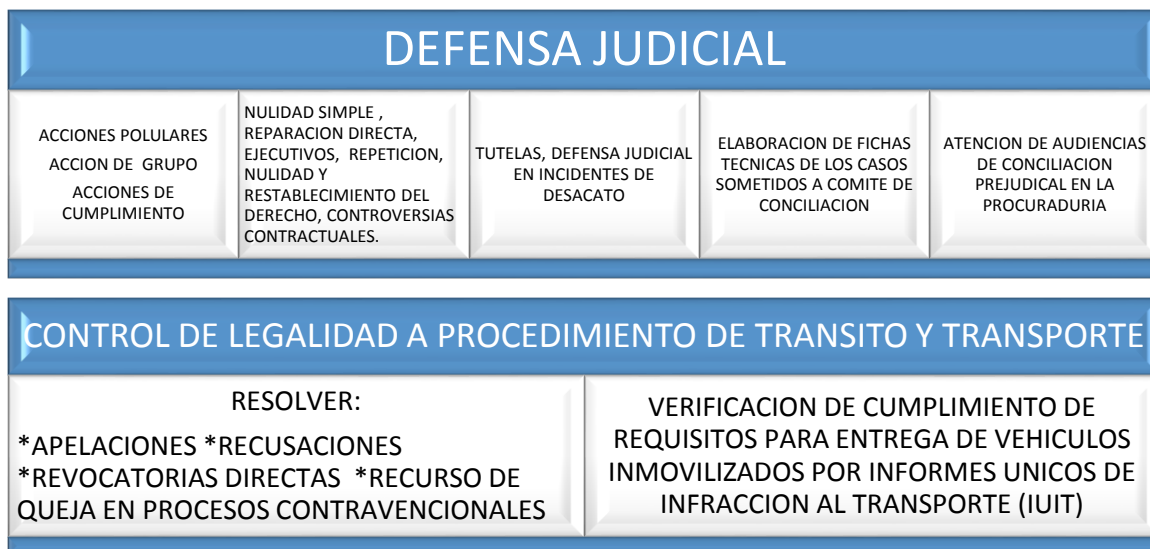 DEFENSA JUDICIAL
ACCIONES POLULARES
ACCION DE GRUPO
ACCIONES DE
CUMPLIMIENTO
NULIDAD SIMPLE ,
REPARACION DIRECTA,
EJECUTIVOS, REPETICION,
NULIDAD Y
RESTABLECIMIENTO DEL
DERECHO, CONTROVERSIAS
CONTRACTUALES.
TUTELAS, DEFENSA JUDICIAL
EN INCIDENTES DE
DESACATO
ELABORACION DE FICHAS
TECNICAS DE LOS CASOS
SOMETIDOS A COMITE DE
CONCILIACION
ATENCION DE AUDIENCIAS
DE CONCILIACION
PREJUDICAL EN LA
PROCURADURIA
CONTROL DE LEGALIDAD A PROCEDIMIENTO DE TRANSITO Y TRANSPORTE
RESOLVER:
*APELACIONES *RECUSACIONES
*REVOCATORIAS DIRECTAS *RECURSO DE
QUEJA EN PROCESOS CONTRAVENCIONALES
VERIFICACION DE CUMPLIMIENTO DE
REQUISITOS PARA ENTREGA DE VEHICULOS
INMOVILIZADOS POR INFORMES UNICOS DE
INFRACCION AL TRANSPORTE (IUIT)